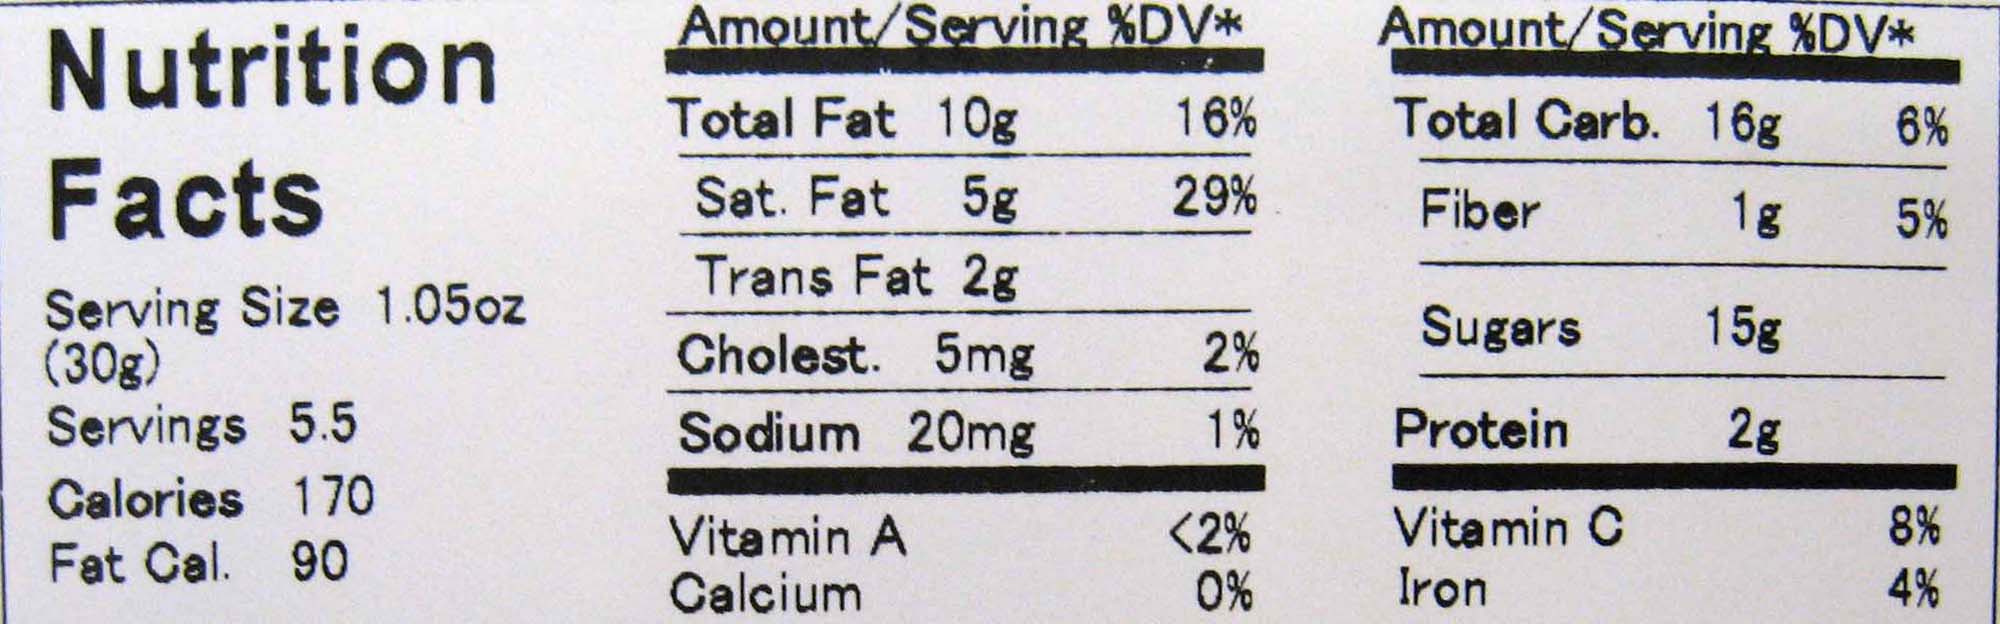 Nutrition
Facts
Serving Size 1.05oz
(30g)
Servings 5.5
Calories 170
Fat Cal. 90
Amount/Serving %DV*
Total Fat 10g 16%
Sat. Fat 5g 29%
Trans Fat 2g
Cholest. 5mg 2%
Sodium 20mg 1%
Vitamin A <2%
Calcium 0%
Amount/Serving %DV*
Total Carb. 16g 6%
Fiber 1g 5%
Sugars 15g
Protein 2g
Vitamin C 8%
Iron 4%